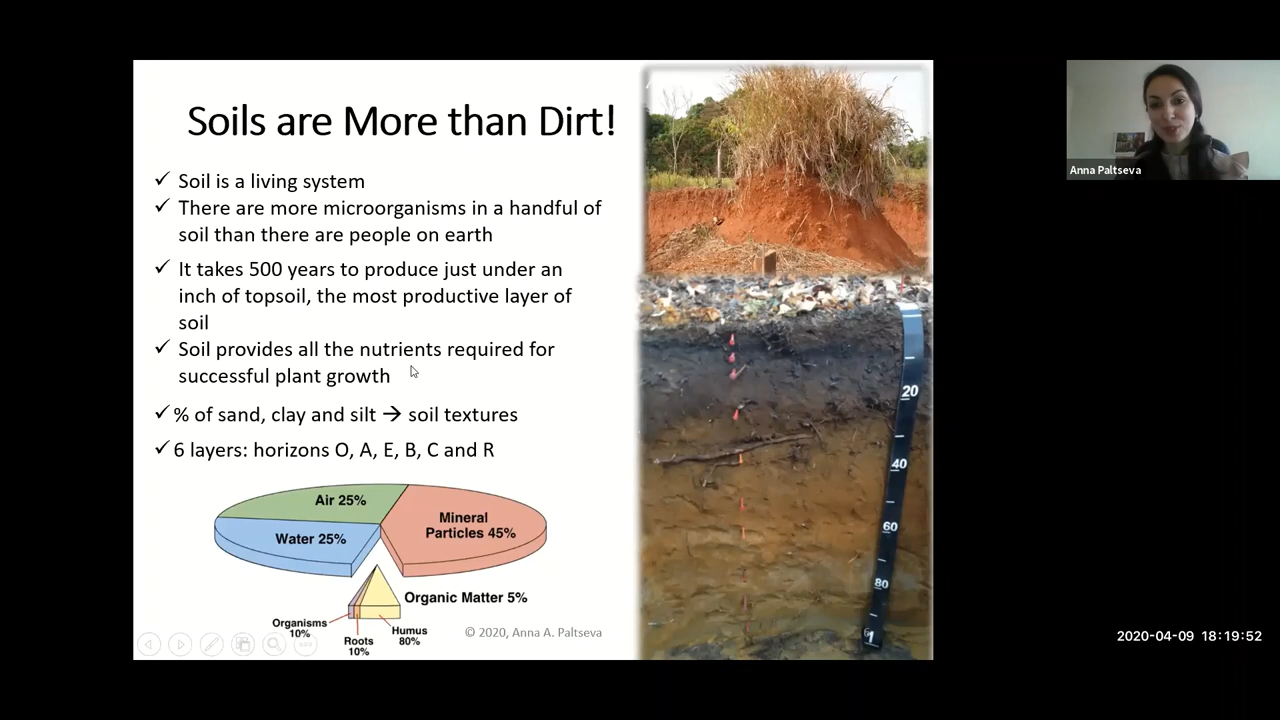 Soils are More than Dirt!
✓ Soil is a living system
✓ There are more microorganisms in a handful of
soil than there are people on earth
✓ It takes 500 years to produce just under an
inch of topsoil, the most productive layer of
soil
✓ Soil provides all the nutrients required for
successful plant growth
✓ % of sand, clay and silt → soil textures
✓ 6 layers: horizons O, A, E, B, C and R
Air 25%
Mineral
Particles 45%
Water 25%
Organic Matter 5%
Organisms
10%
Roots
10%
Humus
80%
© 2020, Anna A. Paltseva
20
40
60
80
1
Anna Paltseva
2020-04-09 18:19:52